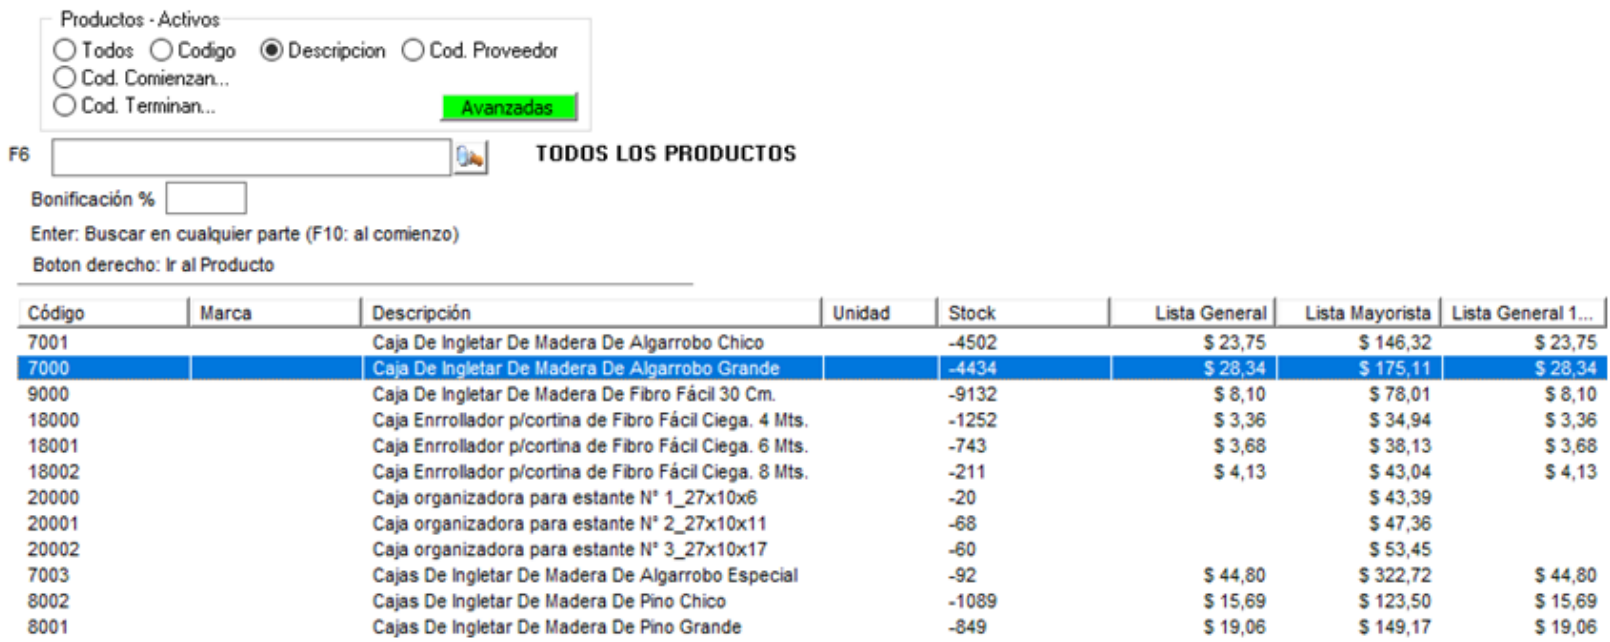 Productos - Activos
Todos Codigo Descripcion Cod. Proveedor
Cod. Comienzan...
Cod. Terminan... Avanzadas
F6 TODOS LOS PRODUCTOS
Bonificación %
Enter: Buscar en cualquier parte (F10: al comienzo)
Boton derecho: Ir al Producto
Código Marca Descripción Unidad Stock Lista General Lista Mayorista Lista General 1...
7001 Caja De Ingletar De Madera De Algarrobo Chico -4502 $ 23,75 $ 146,32 $ 23,75
7000 Caja De Ingletar De Madera De Algarrobo Grande -4434 $ 28,34 $ 175,11 $ 28,34
9000 Caja De Ingletar De Madera De Fibro Fácil 30 Cm. -9132 $ 8,10 $ 78,01 $ 8,10
18000 Caja Enrrollador p/cortina de Fibro Fácil Ciega. 4 Mts. -1252 $ 3,36 $ 34,94 $ 3,36
18001 Caja Enrrollador p/cortina de Fibro Fácil Ciega. 6 Mts. -743 $ 3,68 $ 38,13 $ 3,68
18002 Caja Enrrollador p/cortina de Fibro Fácil Ciega. 8 Mts. -211 $ 4,13 $ 43,04 $ 4,13
20000 Caja organizadora para estante N° 1_27x10x6 -20 $ 43,39
20001 Caja organizadora para estante N° 2_27x10x11 -68 $ 47,36
20002 Caja organizadora para estante N° 3_27x10x17 -60 $ 53,45
7003 Cajas De Ingletar De Madera De Algarrobo Especial -92 $ 44,80 $ 322,72 $ 44,80
8002 Cajas De Ingletar De Madera De Pino Chico -1089 $ 15,69 $ 123,50 $ 15,69
8001 Cajas De Ingletar De Madera De Pino Grande -849 $ 19,06 $ 149,17 $ 19,06